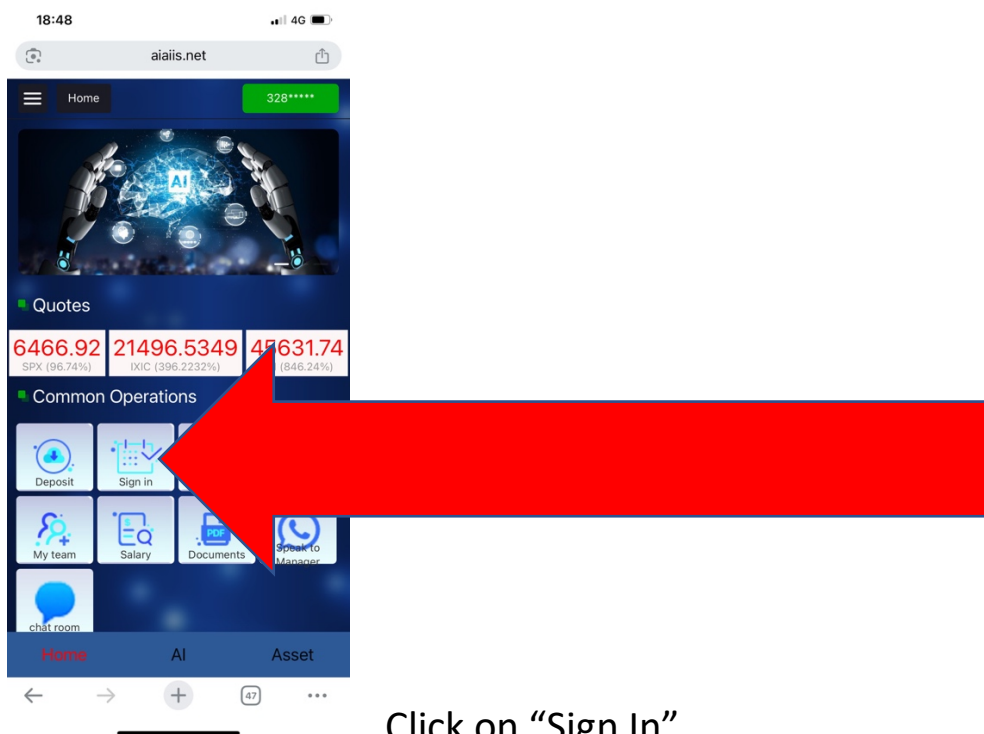 18:48
4G
aiaiis.net
Home
328*****
AI
Quotes
6466.92 21496.5349 45631.74
SPX (96.74%) IXIC (396.2232%) (846.24%)
Common Operations
Deposit Sign in
PDF
My team Salary Documents Speak to
Manager
chat room
Home AI Asset
47
Click on “Sign In”